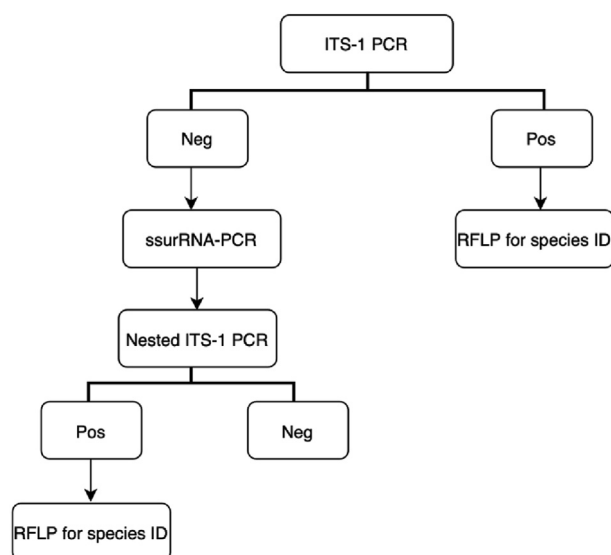 ITS-1 PCR
Neg
Pos
ssurRNA-PCR
RFLP for species ID
Nested ITS-1 PCR
Pos
Neg
RFLP for species ID